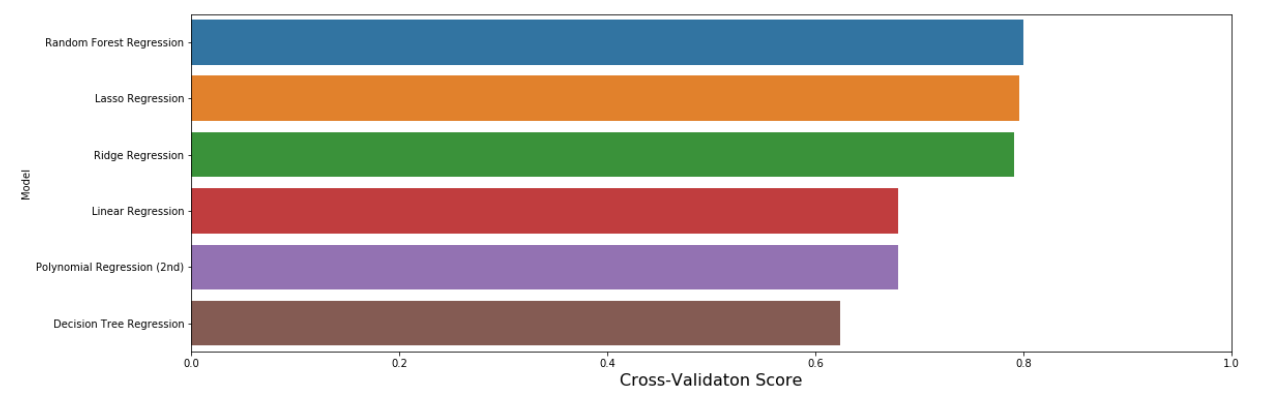 Random Forest Regression
Lasso Regression
Ridge Regression
Model
Linear Regression
Polynomial Regression (2nd)
Decision Tree Regression
0.0 0.2 0.4 0.6 0.8 1.0
Cross-Validaton Score